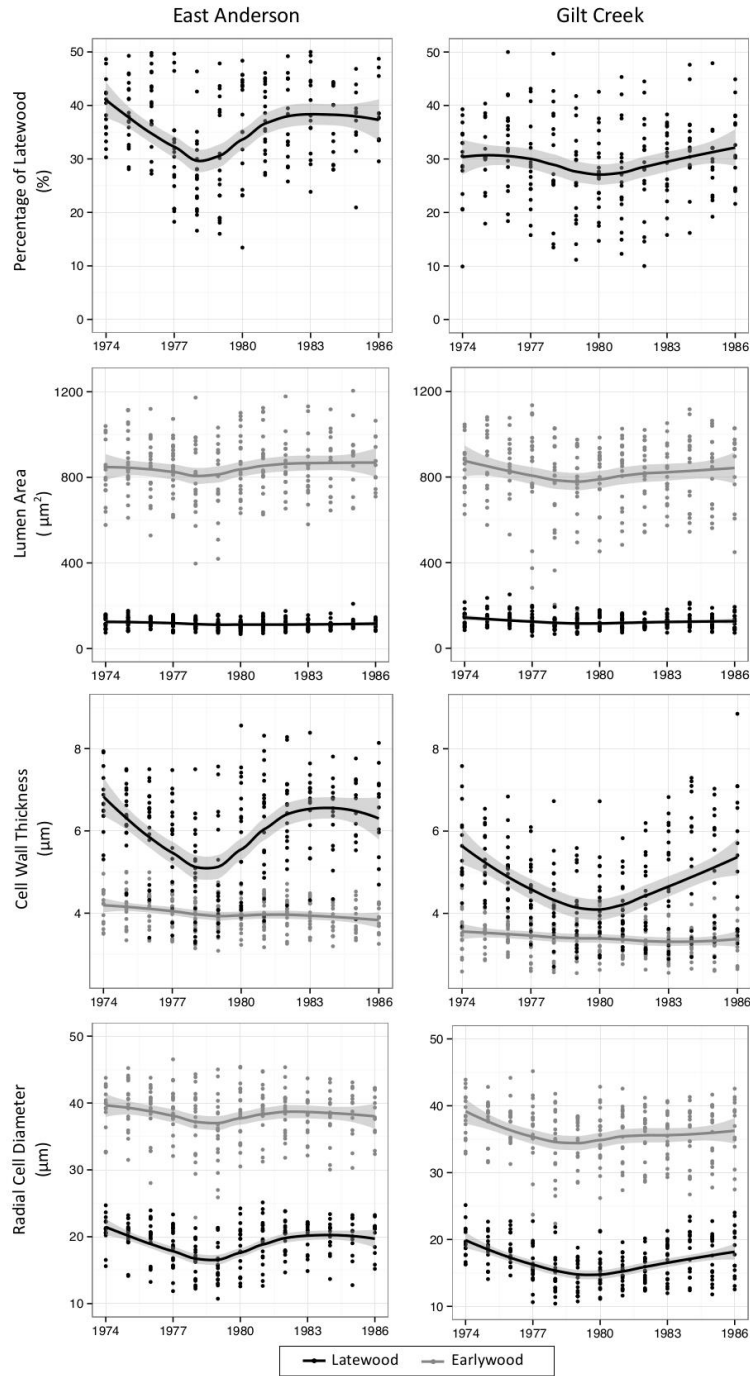 East Anderson
Gilt Creek
Percentage of Latewood
(%)
50
40
30
20
10
0
1974 1977 1980 1983 1986
50
40
30
20
10
0
1974 1977 1980 1983 1986
Lumen Area
( µm²)
1200
800
400
0
1974 1977 1980 1983 1986
1200
800
400
0
1974 1977 1980 1983 1986
Cell Wall Thickness
(µm)
8
6
4
1974 1977 1980 1983 1986
8
6
4
1974 1977 1980 1983 1986
Radial Cell Diameter
(µm)
50
40
30
20
10
1974 1977 1980 1983 1986
50
40
30
20
10
1974 1977 1980 1983 1986
Latewood Earlywood